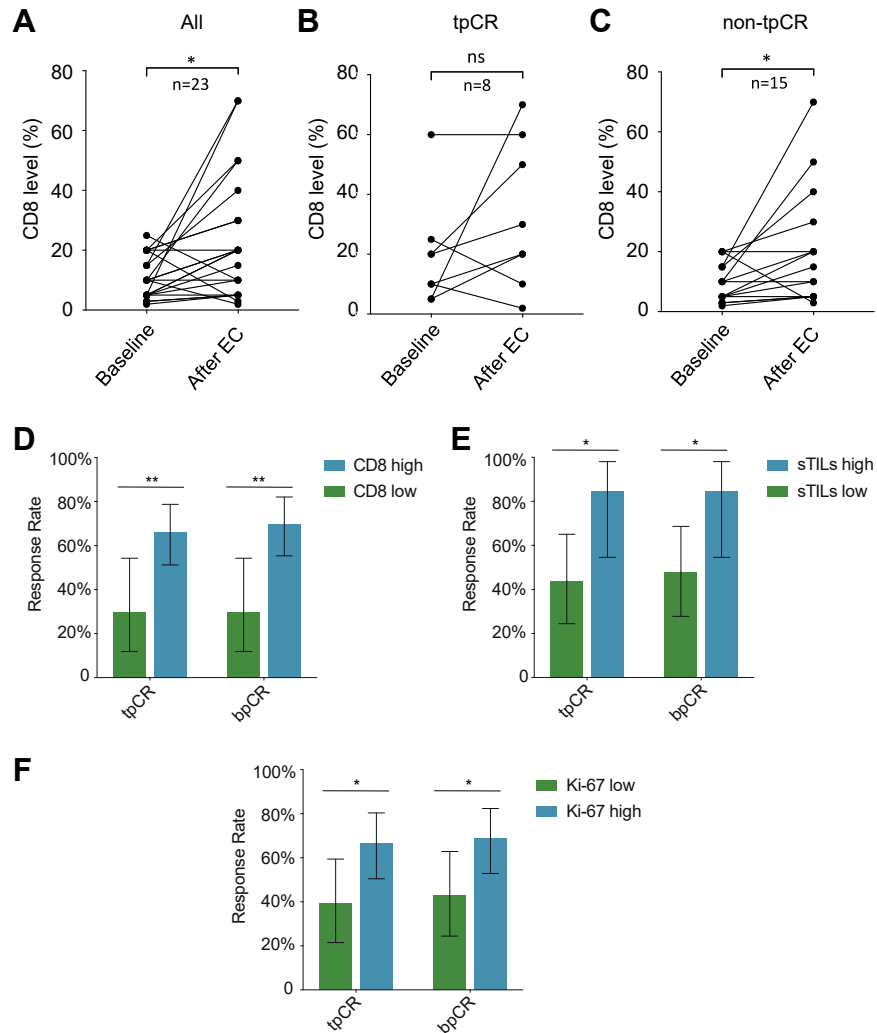 A
All
CD8 level (%)
80
60
40
20
0
*
n=23
Baseline
After EC
B
tpCR
CD8 level (%)
80
60
40
20
0
ns
n=8
Baseline
After EC
C
non-tpCR
CD8 level (%)
80
60
40
20
0
*
n=15
Baseline
After EC
D
Response Rate
100%
80%
60%
40%
20%
0
**
**
tpCR
bpCR
CD8 high
CD8 low
E
Response Rate
100%
80%
60%
40%
20%
0
*
*
tpCR
bpCR
sTILs high
sTILs low
F
Response Rate
100%
80%
60%
40%
20%
0
*
*
tpCR
bpCR
Ki-67 low
Ki-67 high